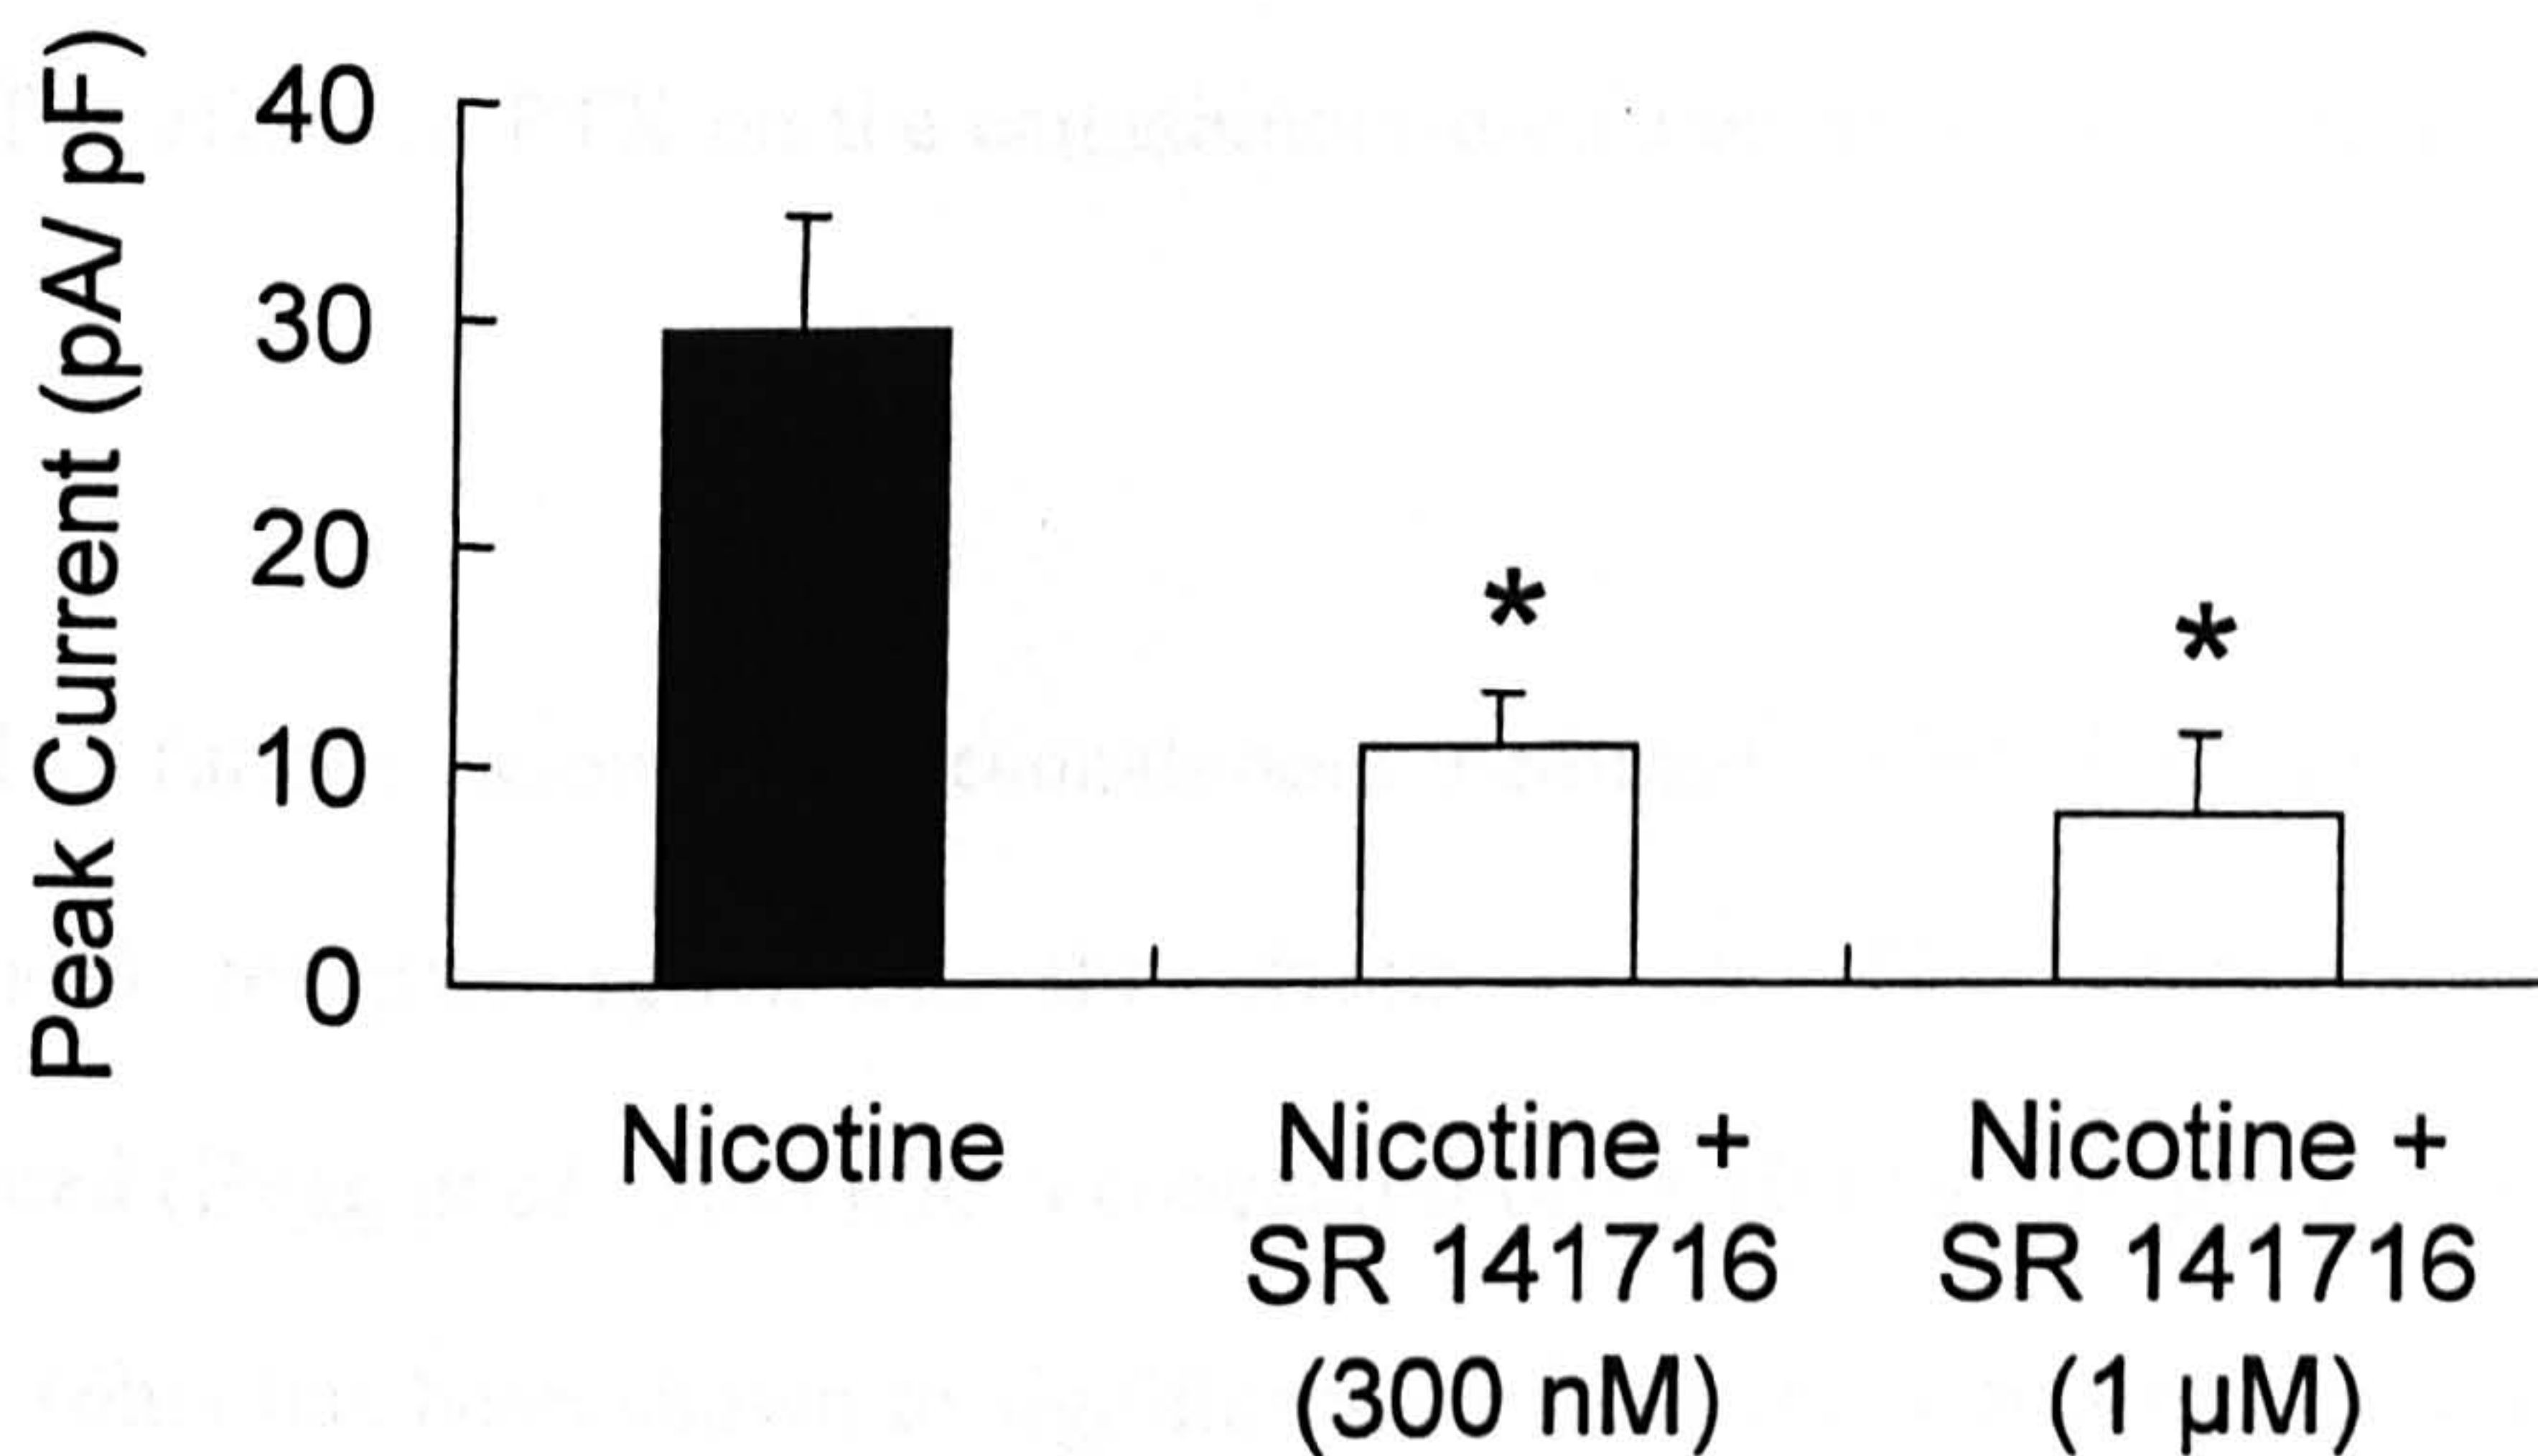 Peak Current (pA/ pF)
40
30
20
10
0
*
*
Nicotine
Nicotine +
SR 141716
(300 nM)
Nicotine +
SR 141716
(1 µM)